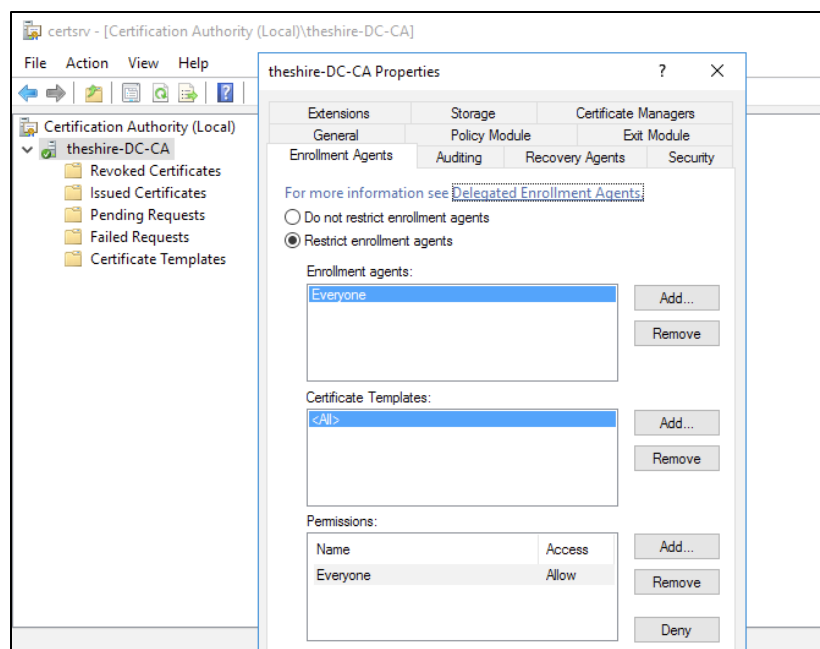 certsrv - [Certification Authority (Local)\theshire-DC-CA]
File Action View Help
Certification Authority (Local)
theshire-DC-CA
Revoked Certificates
Issued Certificates
Pending Requests
Failed Requests
Certificate Templates
theshire-DC-CA Properties
Extensions Storage Certificate Managers
General Policy Module Exit Module
Enrollment Agents Auditing Recovery Agents Security
For more information see Delegated Enrollment Agents.
Do not restrict enrollment agents
Restrict enrollment agents
Enrollment agents:
Everyone
Add...
Remove
Certificate Templates:
<All>
Add...
Remove
Permissions:
Name Access
Everyone Allow
Add...
Remove
Deny